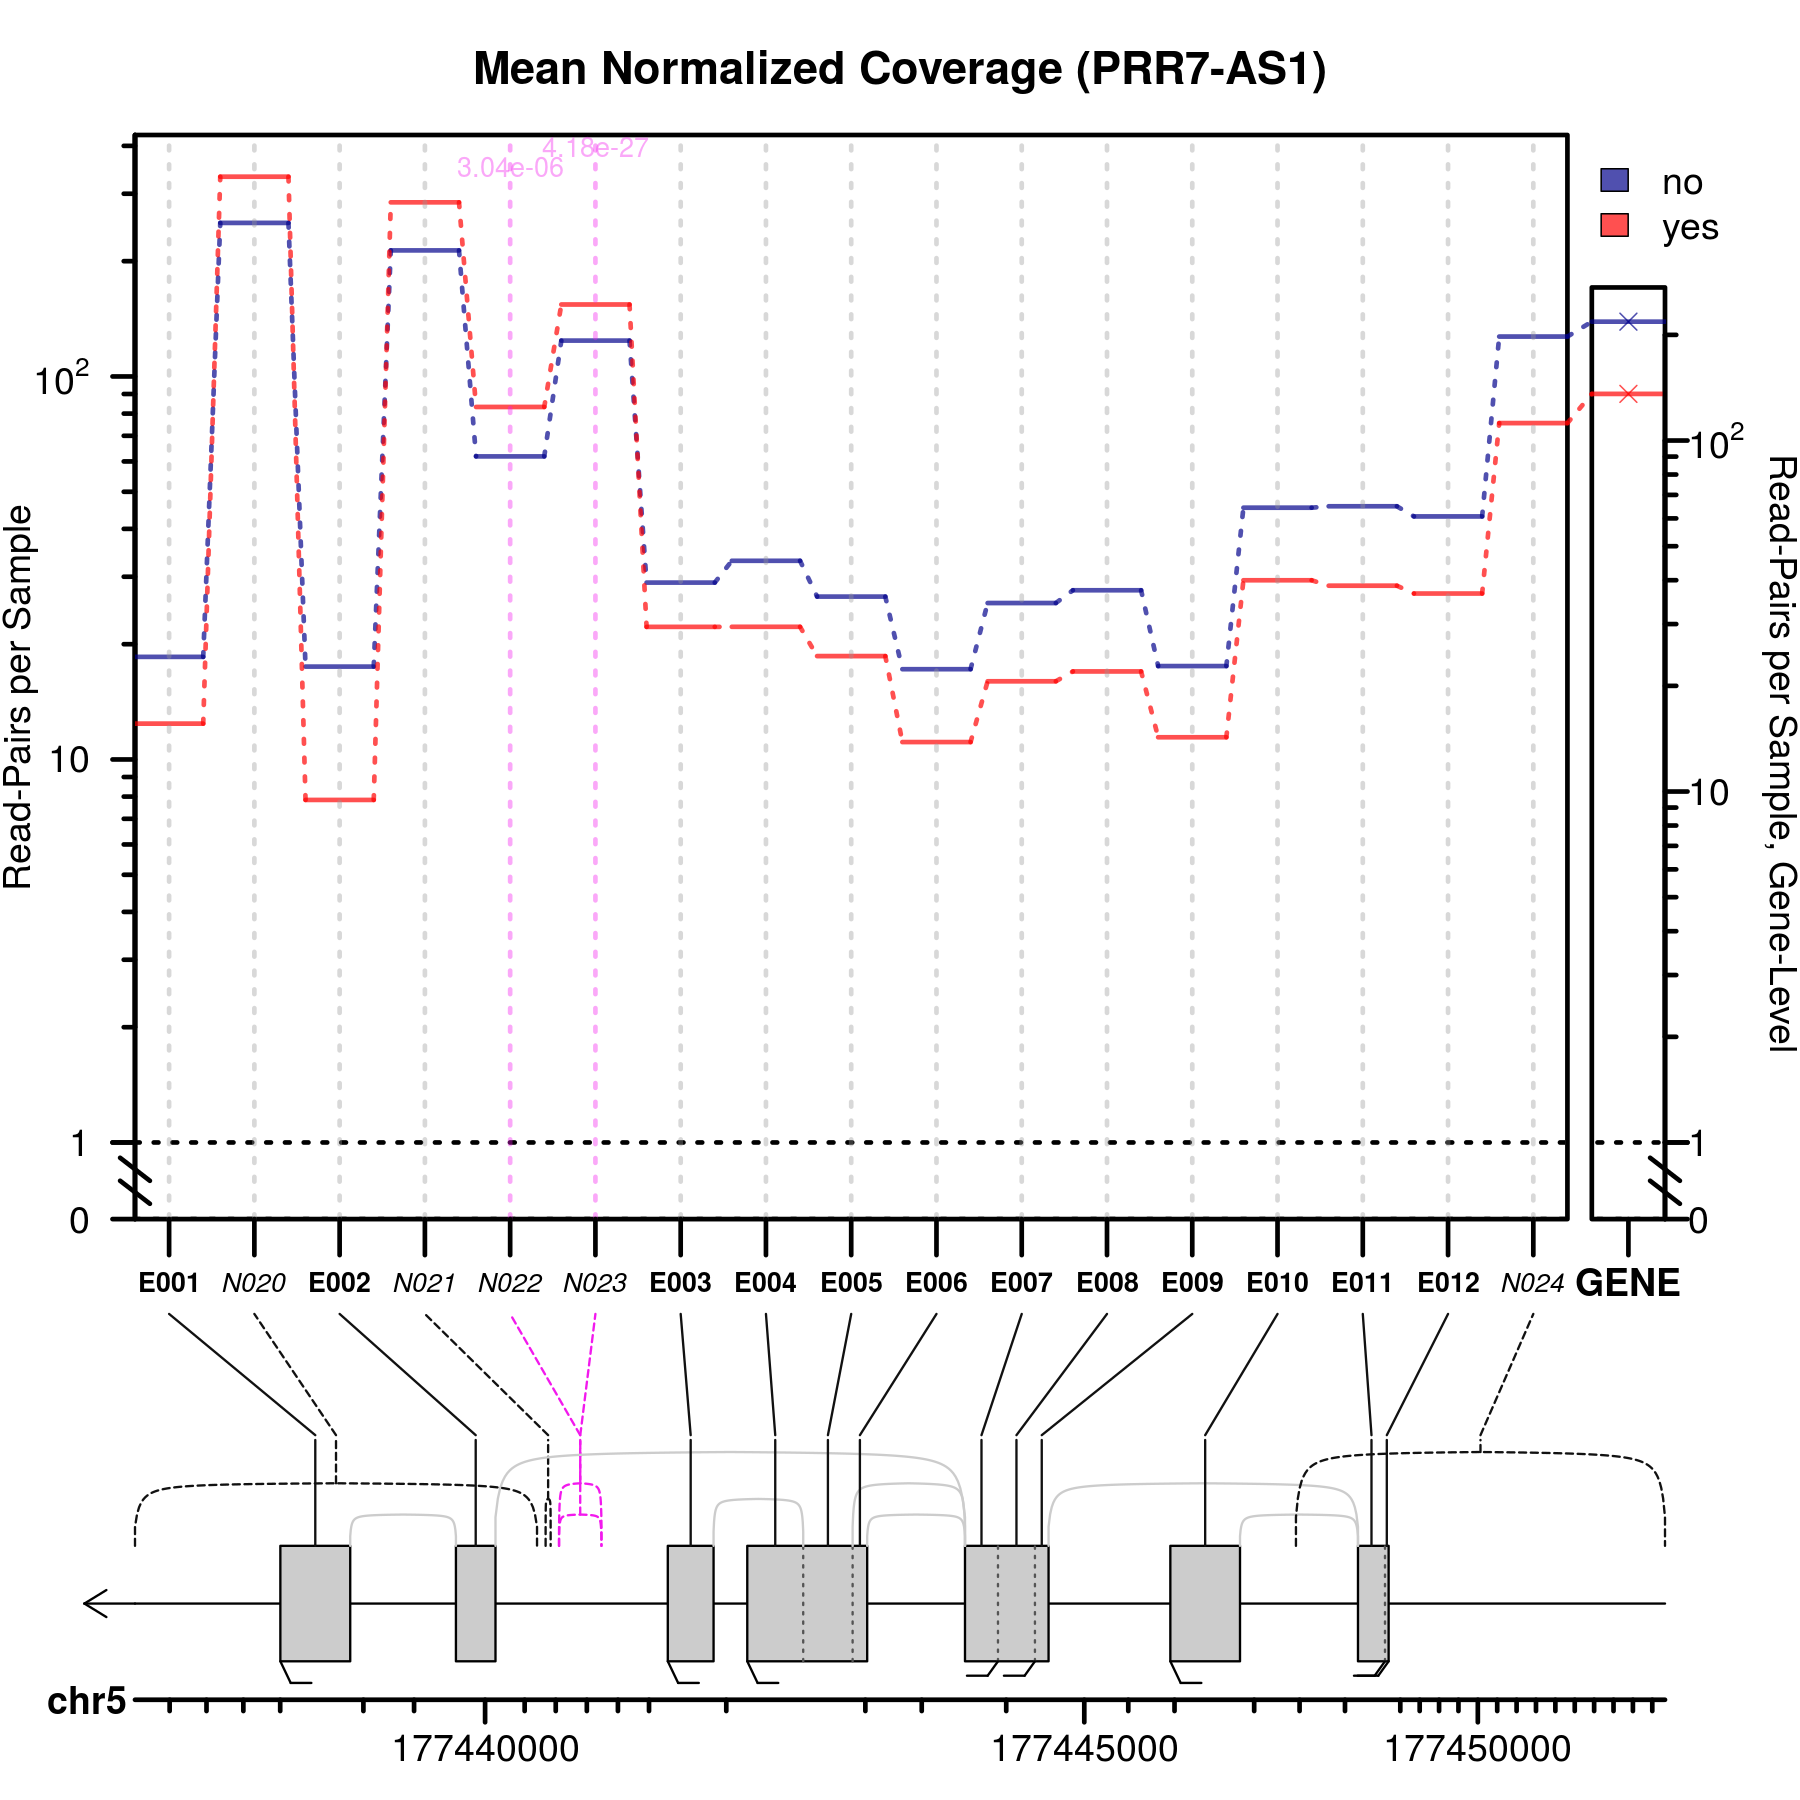 Mean Normalized Coverage (PRR7-AS1)
4.18e-27
3.04e-06
no
yes
Read-Pairs per Sample
10²
10
1
0
10²
10
1
0
Read-Pairs per Sample, Gene-Level
E001 N020 E002 N021 N022 N023 E003 E004 E005 E006 E007 E008 E009 E010 E011 E012 N024 GENE
chr5
177440000 177445000 177450000